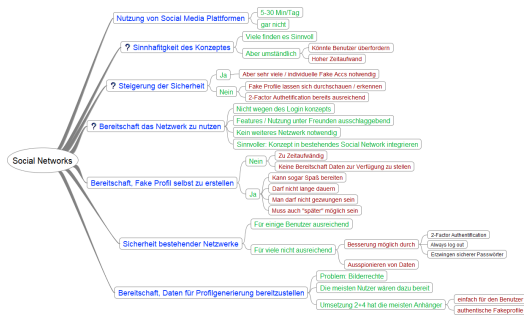 Social Networks
Nutzung von Social Media Plattformen
5-30 Min/Tag
gar nicht
? Sinnhafitgkeit des Konzeptes
Viele finden es Sinvoll
Aber umständlich
Könnte Benutzer überfordern
Hoher Zeitaufwand
? Steigerung der Sicherheit
Ja
Aber sehr viele / individuelle Fake Accs notwendig
Nein
Fake Profile lassen sich durchschauen / erkennen
2-Factor Authetification bereits ausreichend
? Bereitschaft das Netzwerk zu nutzen
Nicht wegen des Login konzepts
Features / Nutzung unter Freunden ausschlaggebend
Kein weiteres Netzwerk notwendig
Sinnvoller: Konzept in bestehendes Social Network integrieren
Bereitschaft, Fake Profil selbst zu erstellen
Nein
Zu Zeitaufwändig
Keine Bereitschaft Daten zur Verfügung zu stellen
Ja
Kann sogar Spaß bereiten
Darf nicht lange dauern
Man darf nicht gezwungen sein
Muss auch "später" möglich sein
Sicherheit bestehender Netzwerke
Für einige Benutzer ausreichend
Für viele nicht ausreichend
Besserung möglich durch
2-Factor Authentification
Always log out
Erzwingen sicherer Passwörter
Ausspionieren von Daten
Bereitschaft, Daten für Profilgenerierung bereitzustellen
Problem: Bilderrechte
Die meisten Nutzer wären dazu bereit
Umsetzung 2+4 hat die meisten Anhänger
einfach für den Benutzer
authentische Fakeprofile